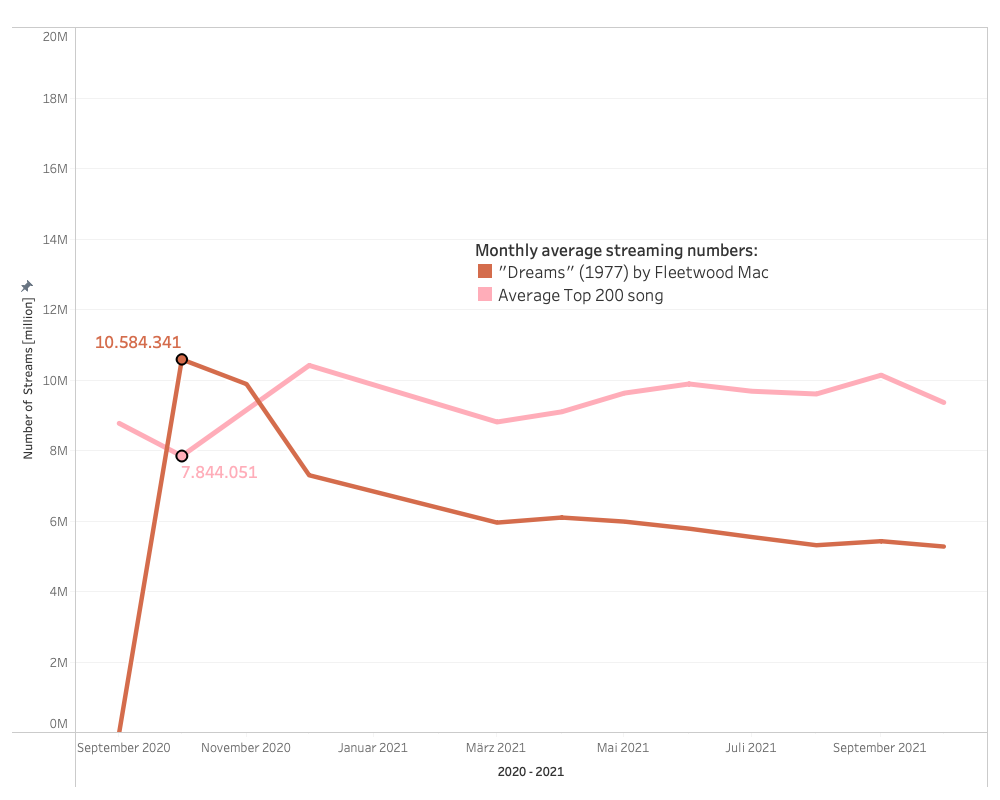 20M
18M
16M
14M
Monthly average streaming numbers:
"Dreams" (1977) by Fleetwood Mac
Average Top 200 song
12M
10.584.341
10M
8M
7.844.051
6M
4M
2M
0M
Number of Streams [million]
September 2020 November 2020 Januar 2021 März 2021 Mai 2021 Juli 2021 September 2021
2020 - 2021